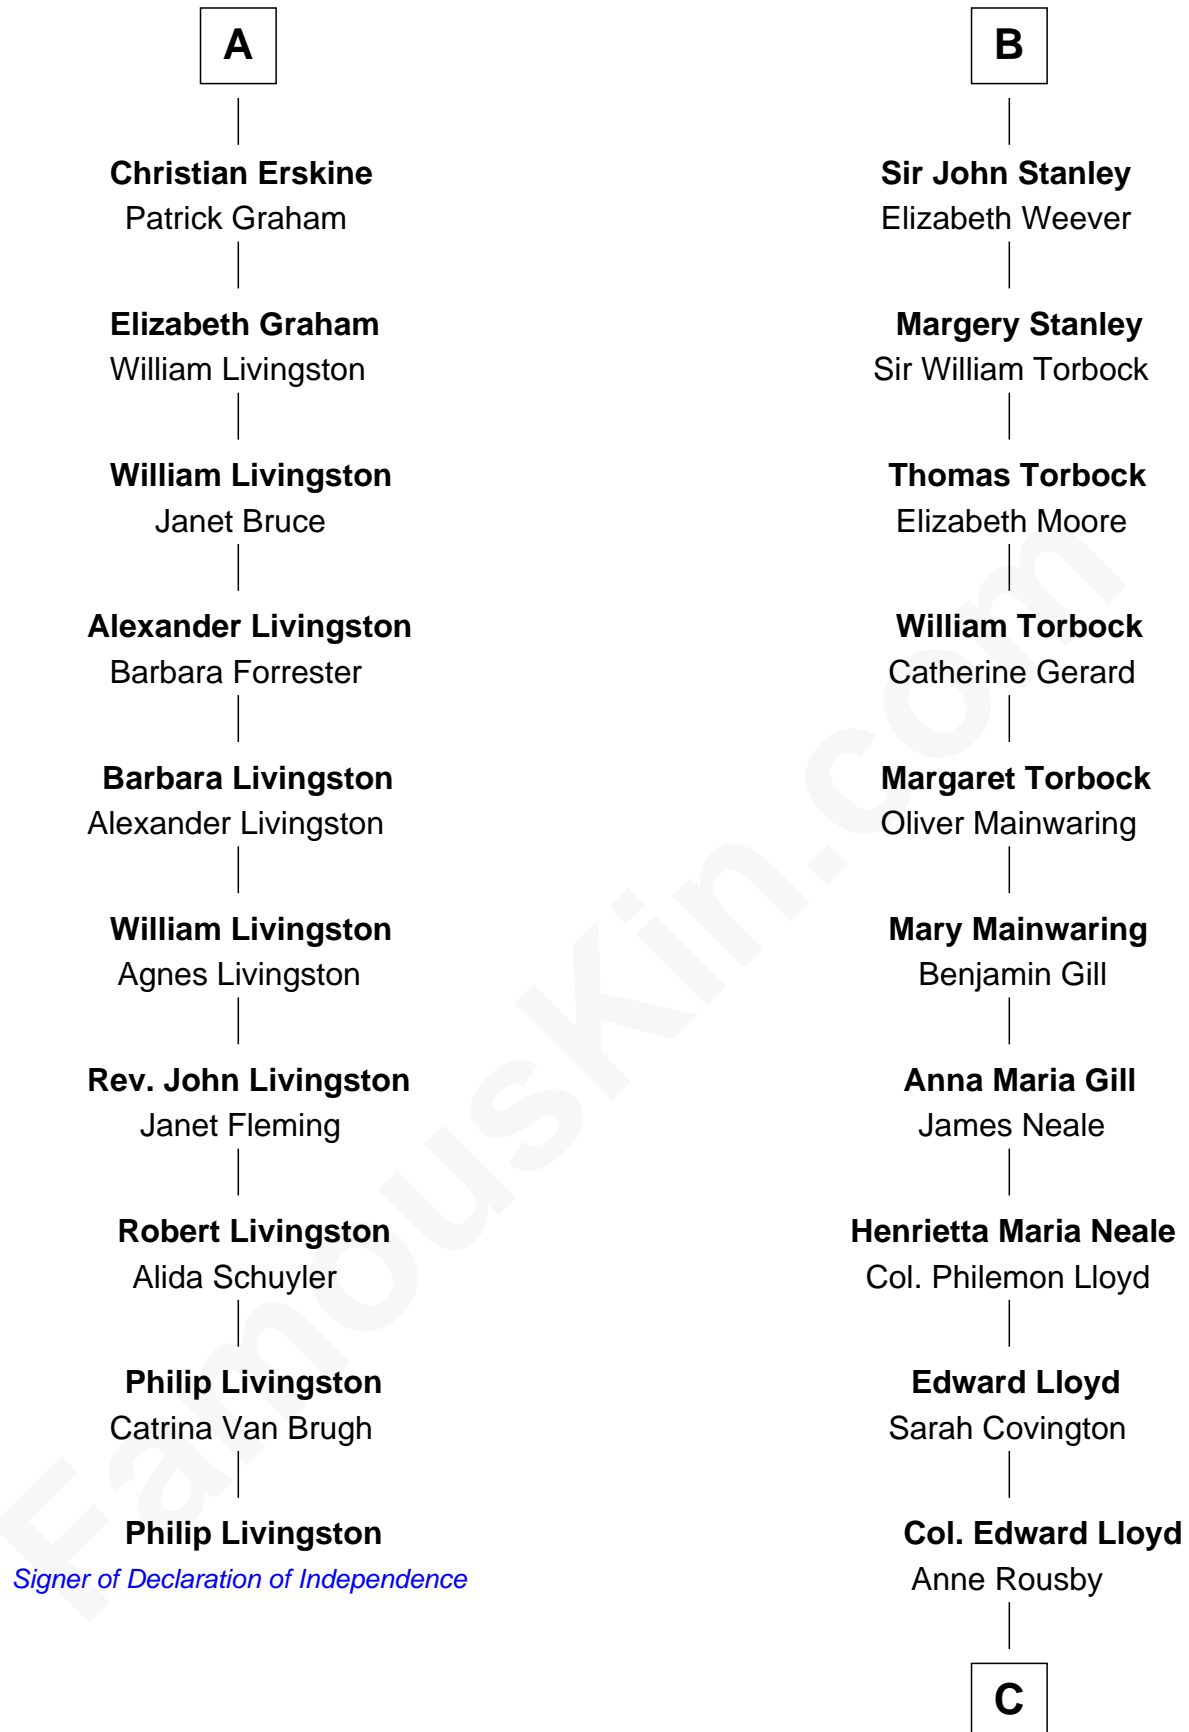 A
Christian Erskine
Patrick Graham
Elizabeth Graham
William Livingston
William Livingston
Janet Bruce
Alexander Livingston
Barbara Forrester
Barbara Livingston
Alexander Livingston
William Livingston
Agnes Livingston
Rev. John Livingston
Janet Fleming
Robert Livingston
Alida Schuyler
Philip Livingston
Catrina Van Brugh
Philip Livingston
Signer of Declaration of Independence
B
Sir John Stanley
Elizabeth Weever
Margery Stanley
Sir William Torbock
Thomas Torbock
Elizabeth Moore
William Torbock
Catherine Gerard
Margaret Torbock
Oliver Mainwaring
Mary Mainwaring
Benjamin Gill
Anna Maria Gill
James Neale
Henrietta Maria Neale
Col. Philemon Lloyd
Edward Lloyd
Sarah Covington
Col. Edward Lloyd
Anne Rousby
C
FamousKin.com